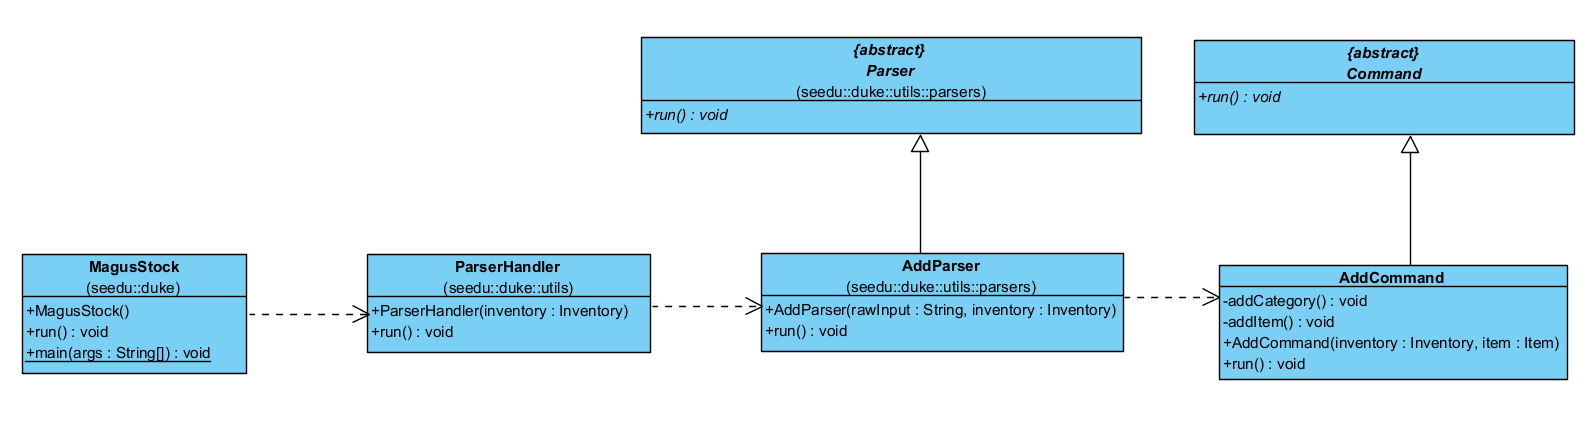 {abstract}
Parser
(seedu::duke::utils::parsers)
+run() : void
{abstract}
Command
+run() : void
MagusStock
(seedu::duke)
+MagusStock()
+run() : void
+main(args : String[]) : void
ParserHandler
(seedu::duke::utils)
+ParserHandler(inventory : Inventory)
+run() : void
AddParser
(seedu::duke::utils::parsers)
+AddParser(rawInput : String, inventory : Inventory)
+run() : void
AddCommand
-addCategory() : void
-addItem() : void
+AddCommand(inventory : Inventory, item : Item)
+run() : void